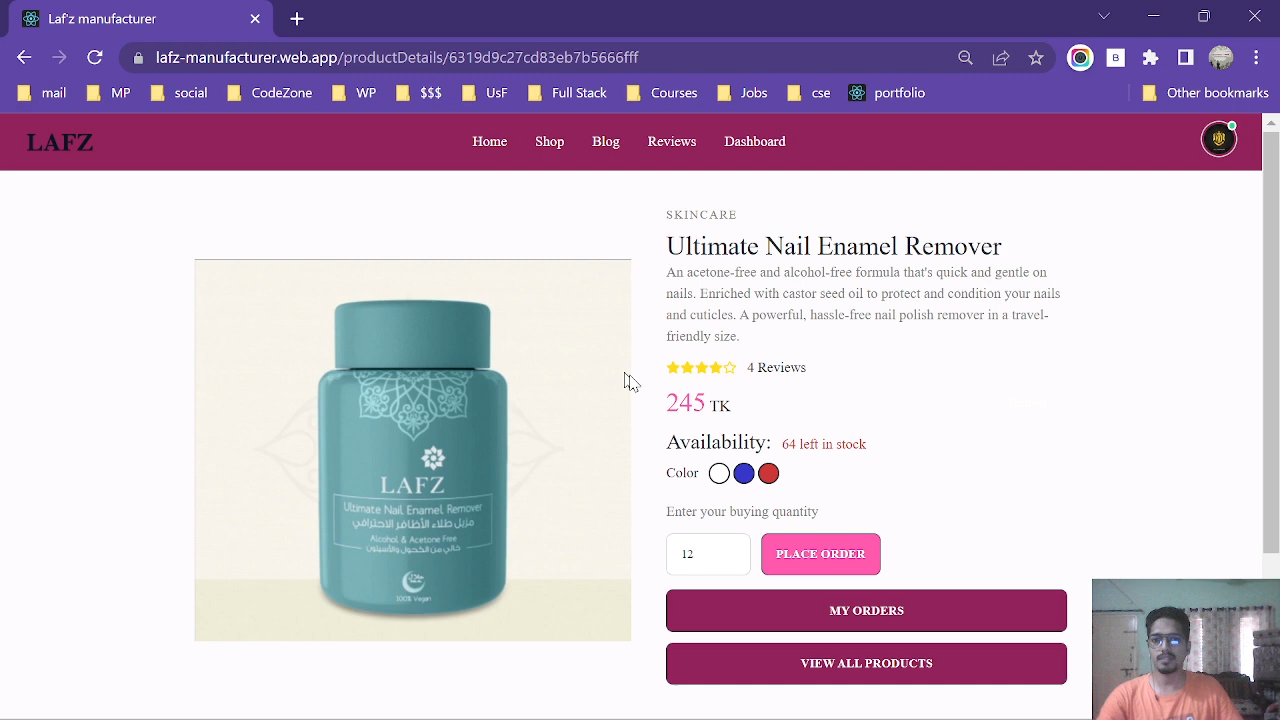 Laf'z manufacturer
lafz-manufacturer.web.app/productDetails/6319d9c27cd83eb7b5666fff
B
mail MP social CodeZone WP $$$ UsF Full Stack Courses Jobs cse portfolio Other bookmarks
LAFZ Home Shop Blog Reviews Dashboard
SKINCARE
Ultimate Nail Enamel Remover
An acetone-free and alcohol-free formula that's quick and gentle on
nails. Enriched with castor seed oil to protect and condition your nails
and cuticles. A powerful, hassle-free nail polish remover in a travel-
friendly size.
4 Reviews
245 TK
Availability: 64 left in stock
Color
Enter your buying quantity
12 PLACE ORDER
MY ORDERS
VIEW ALL PRODUCTS
LAFZ
Ultimate Nail Enamel Remover
مزيل طلاء الأظافر الاحترافي
Alcohol & Acetone Free
خالي من الكحول والأسيتون
100% Vegan